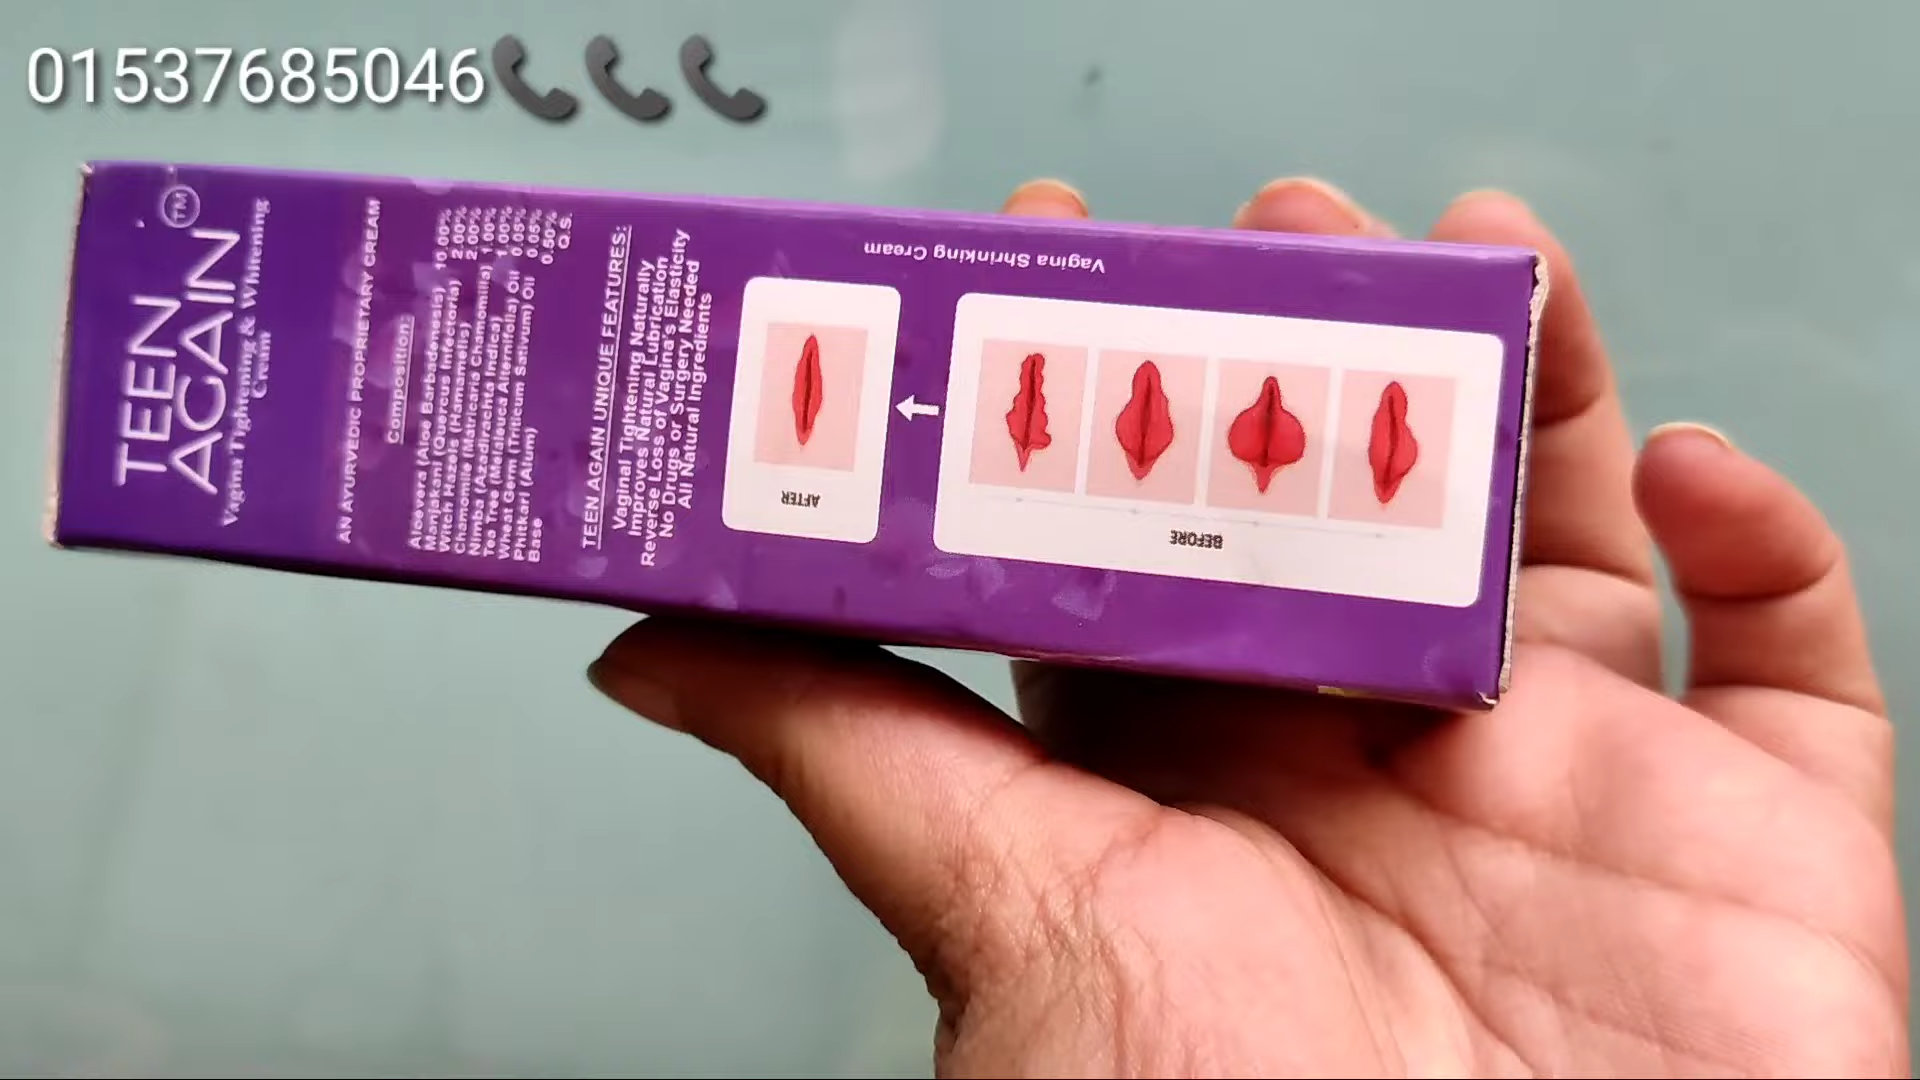 01537685046
TEEN
AGAIN
TM
Vagina Tightening & Whitening
Cream
AN AYURVEDIC PROPRIETARY CREAM
Composition:
Aloevera (Aloe Barbadensis) 10.00%
Manjakani (Quercus Infectoria) 2.00%
Witch Hazels (Hamamelis) 2.00%
Chamomile (Matricaria Chamomilla) 1.00%
Nimba (Azadirachta Indica) 1.00%
Tea Tree (Melaleuca Alternifolia) Oil 0.05%
Wheat Germ (Triticum Sativum) Oil 0.05%
Phitkari (Alum) 0.50%
Base Q.S.
TEEN AGAIN UNIQUE FEATURES:
Vaginal Tightening Naturally
Improves Natural Lubrication
Reverse Loss of Vagina's Elasticity
No Drugs or Surgery Needed
All Natural Ingredients
Vagina Shrinking Cream
AFTER
BEFORE